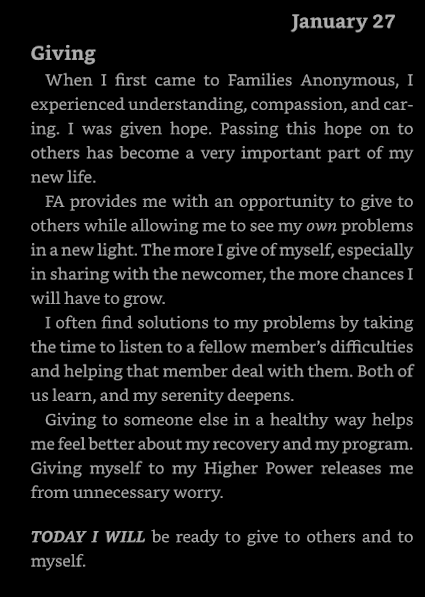 January 27
Giving
When I first came to Families Anonymous, I
experienced understanding, compassion, and car-
ing. I was given hope. Passing this hope on to
others has become a very important part of my
new life.
FA provides me with an opportunity to give to
others while allowing me to see my own problems
in a new light. The more I give of myself, especially
in sharing with the newcomer, the more chances I
will have to grow.
I often find solutions to my problems by taking
the time to listen to a fellow member's difficulties
and helping that member deal with them. Both of
us learn, and my serenity deepens.
Giving to someone else in a healthy way helps
me feel better about my recovery and my program.
Giving myself to my Higher Power releases me
from unnecessary worry.
TODAY I WILL be ready to give to others and to
myself.